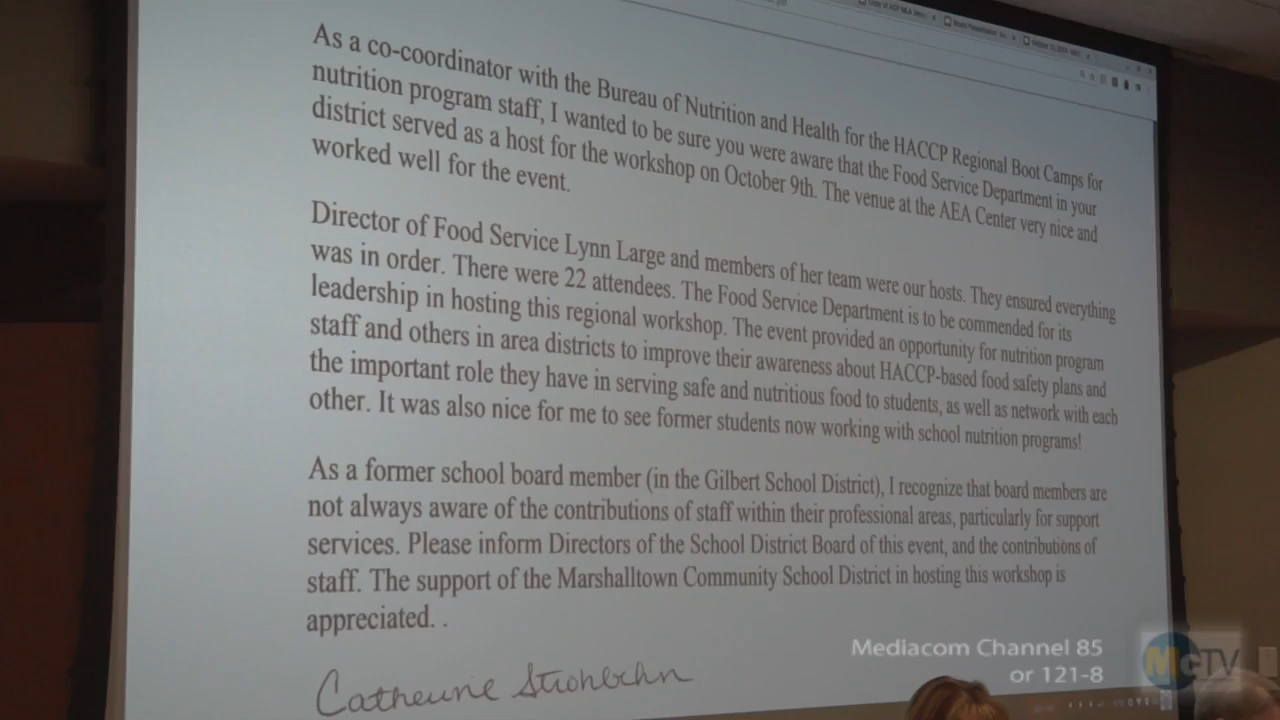 As a co-coordinator with the Bureau of Nutrition and Health for the HACCP Regional Boot Camps for
nutrition program staff, I wanted to be sure you were aware that the Food Service Department in your
district served as a host for the workshop on October 9th. The venue at the AEA Center very nice and
worked well for the event.
Director of Food Service Lynn Large and members of her team were our hosts. They ensured everything
was in order. There were 22 attendees. The Food Service Department is to be commended for its
leadership in hosting this regional workshop. The event provided an opportunity for nutrition program
staff and others in area districts to improve their awareness about HACCP-based food safety plans and
the important role they have in serving safe and nutritious food to students, as well as network with each
other. It was also nice for me to see former students now working with school nutrition programs!
As a former school board member (in the Gilbert School District), I recognize that board members are
not always aware of the contributions of staff within their professional areas, particularly for support
services. Please inform Directors of the School District Board of this event, and the contributions of
staff. The support of the Marshalltown Community School District in hosting this workshop is
appreciated. .
Catherine Strohbehn
Mediacom Channel 85
or 121-8
McTV